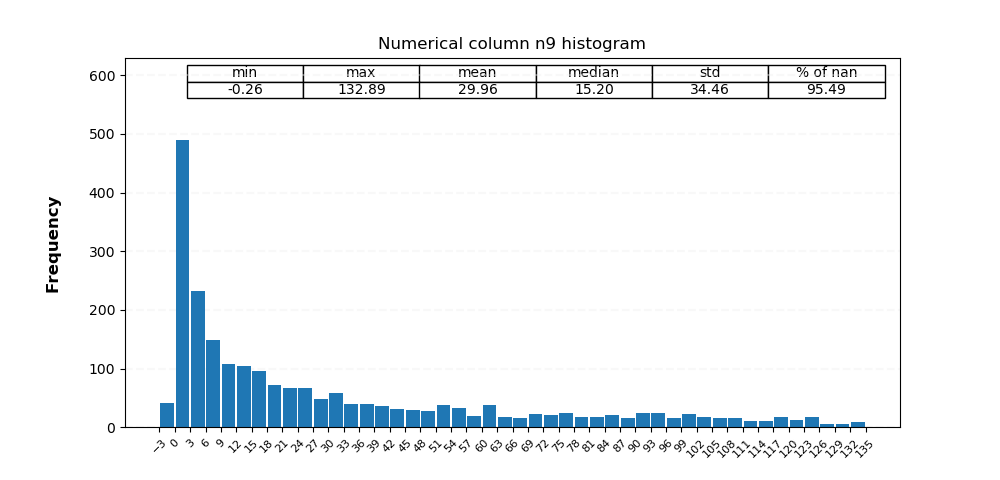 Numerical column n9 histogram
min max mean median std % of nan
-0.26 132.89 29.96 15.20 34.46 95.49
600
500
400
300
200
100
0
Frequency
−3 0 3 6 9 12 15 18 21 24 27 30 33 36 39 42 45 48 51 54 57 60 63 66 69 72 75 78 81 84 87 90 93 96 99 102 105 108 111 114 117 120 123 126 129 132 135